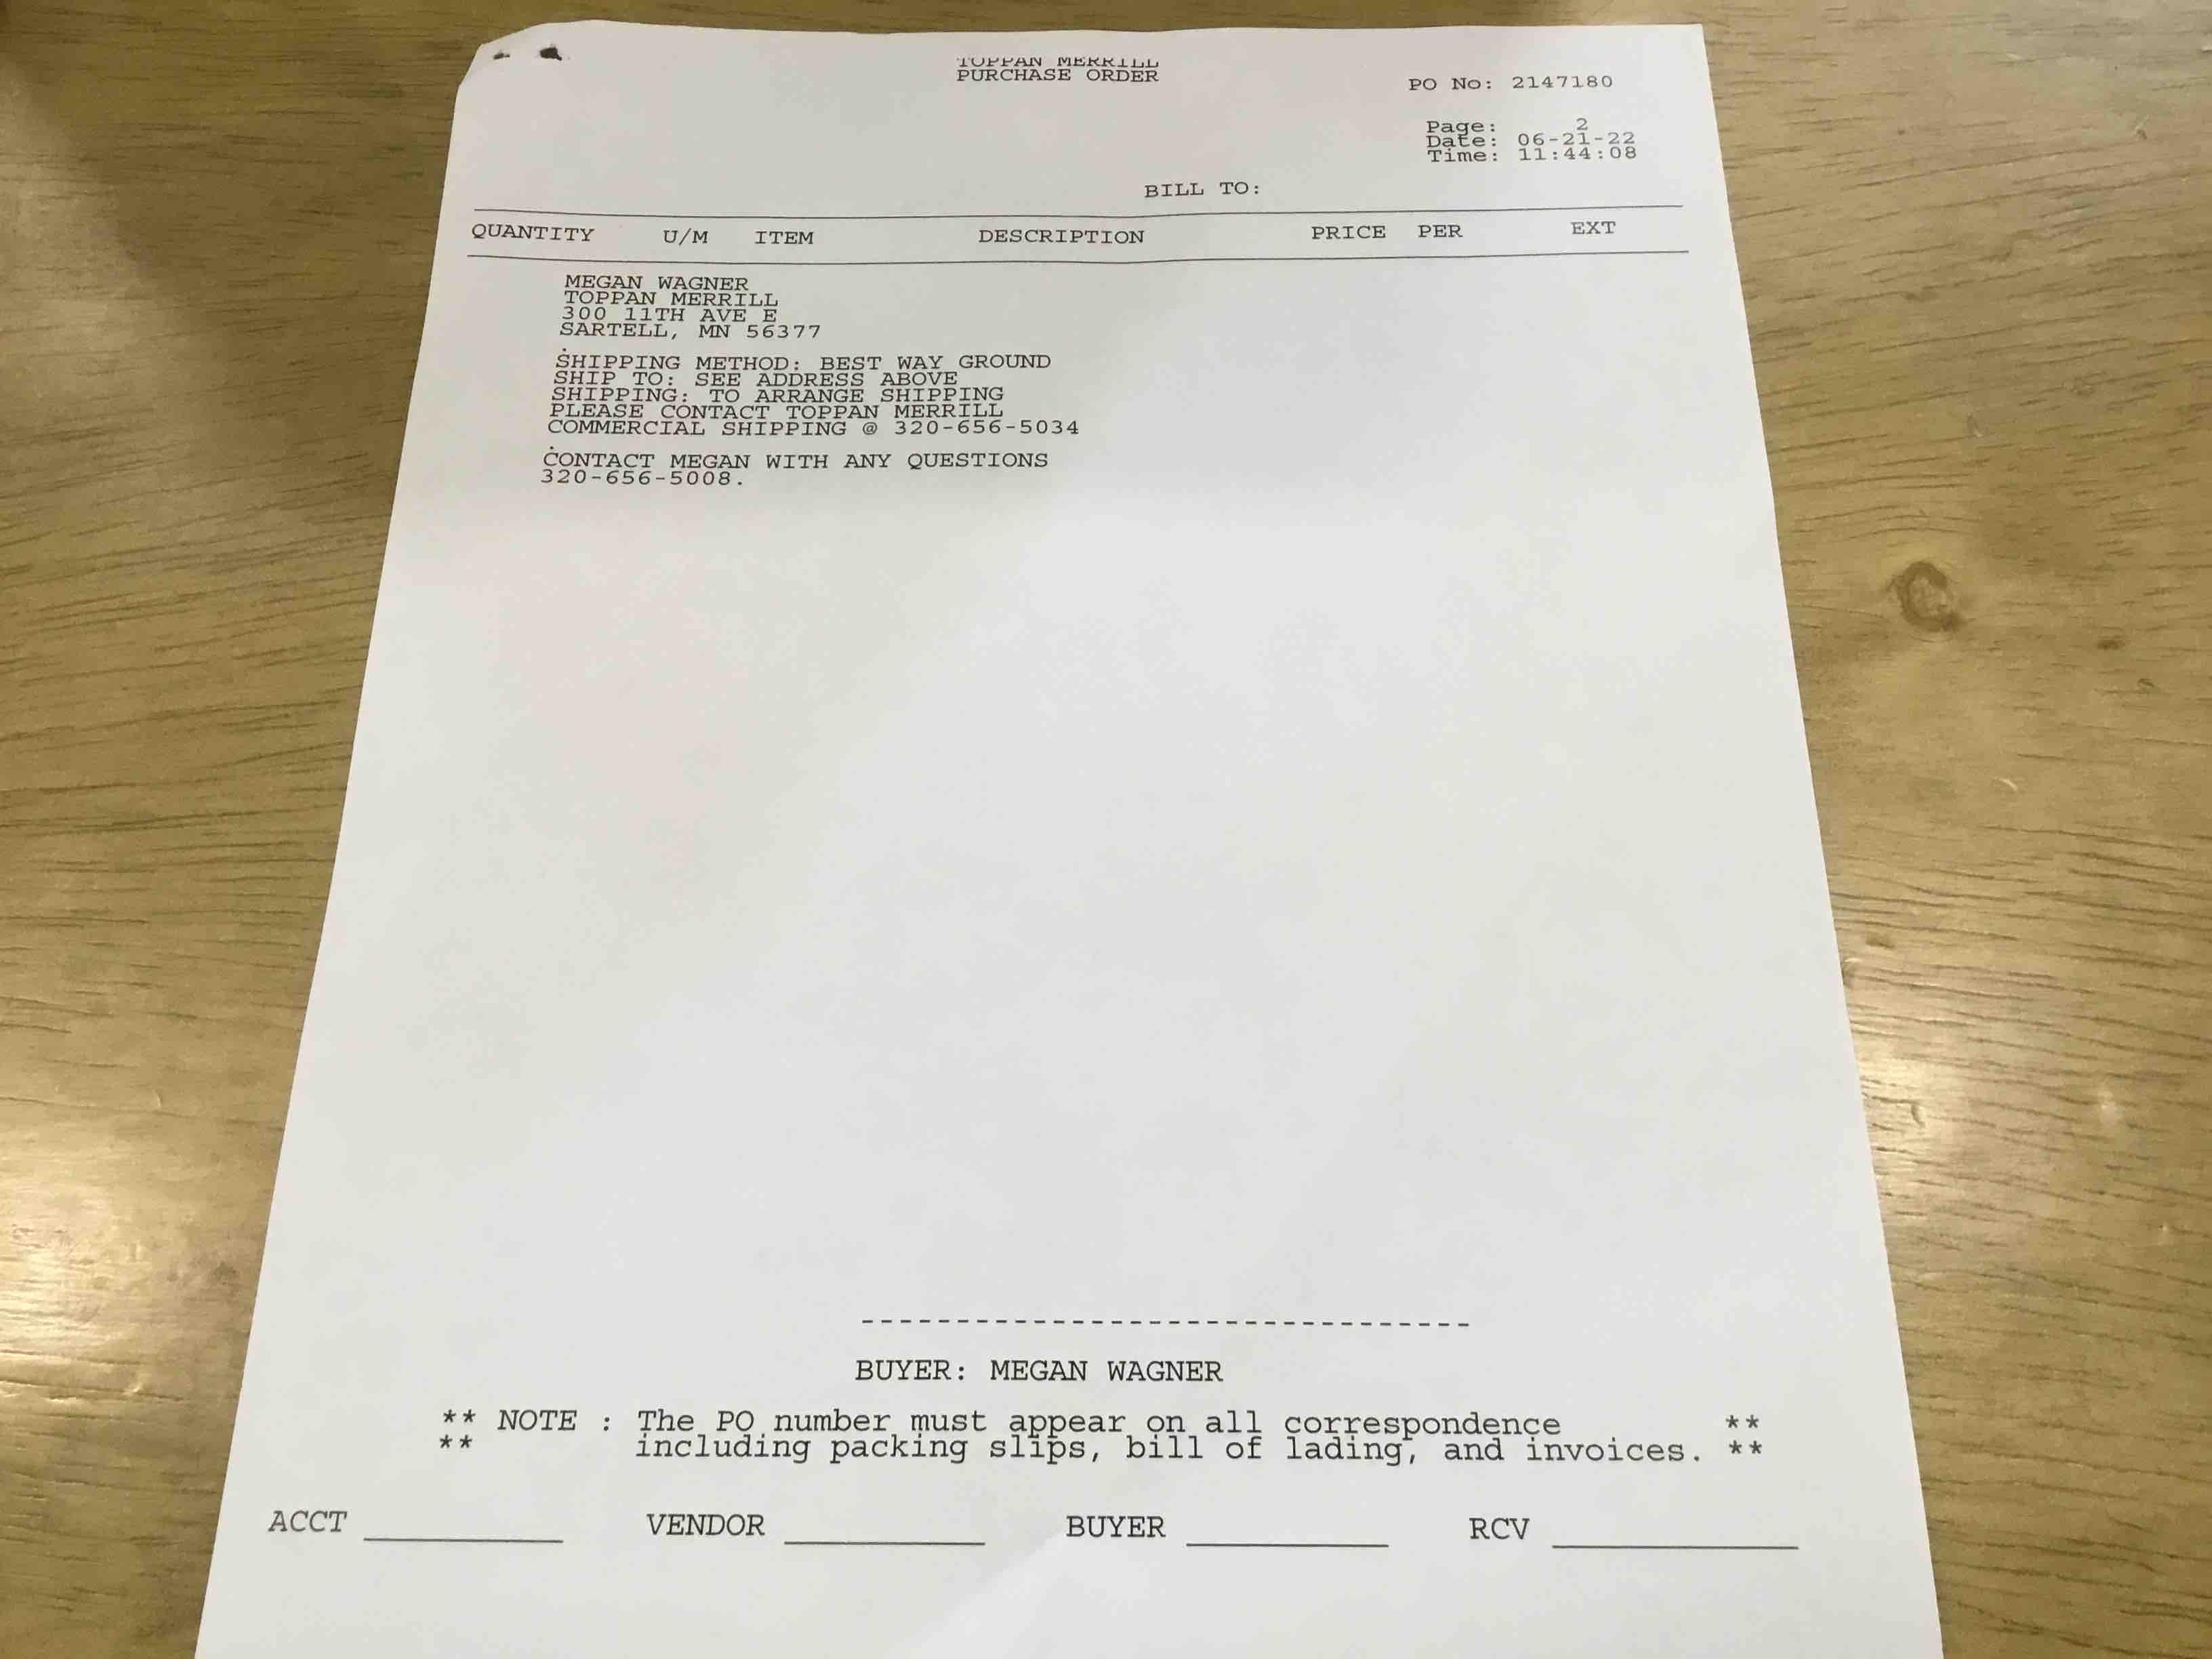 TOPPAN MERRILL
PURCHASE ORDER
PO No: 2147180
Page: 2
Date: 06-21-22
Time: 11:44:08
BILL TO:
QUANTITY U/M ITEM DESCRIPTION PRICE PER EXT
MEGAN WAGNER
TOPPAN MERRILL
300 11TH AVE E
SARTELL, MN 56377
.
SHIPPING METHOD: BEST WAY GROUND
SHIP TO: SEE ADDRESS ABOVE
SHIPPING: TO ARRANGE SHIPPING
PLEASE CONTACT TOPPAN MERRILL
COMMERCIAL SHIPPING @ 320-656-5034
.
CONTACT MEGAN WITH ANY QUESTIONS
320-656-5008.
--------------------------------
BUYER: MEGAN WAGNER
** NOTE : The PO number must appear on all correspondence **
** including packing slips, bill of lading, and invoices. **
ACCT ____________ VENDOR ____________ BUYER ____________ RCV ____________